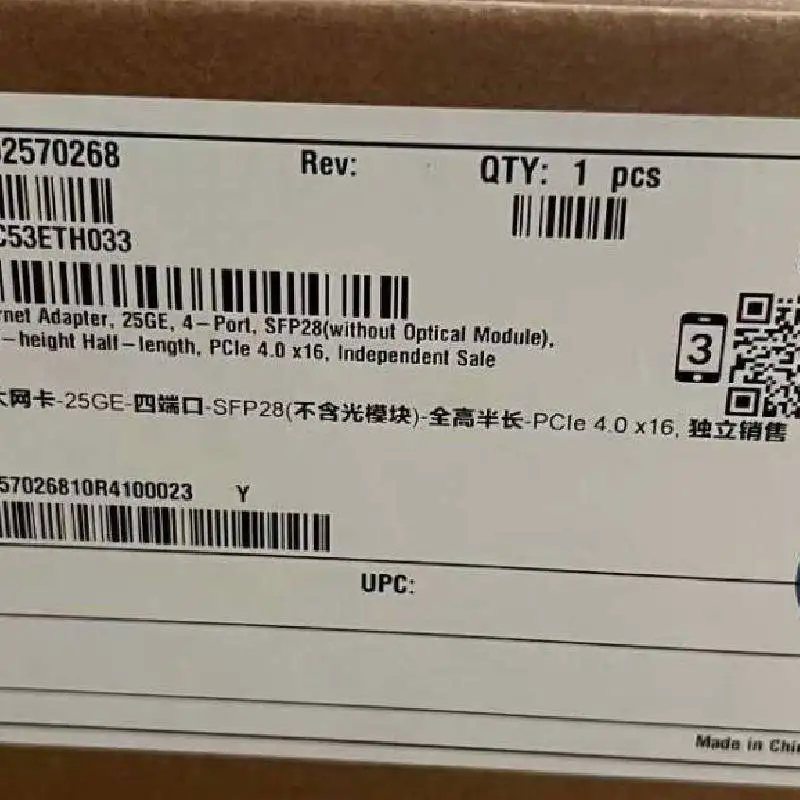 2570268
Rev:
QTY: 1 pcs
C53ETH033
rnet Adapter, 25GE, 4-Port, SFP28(without Optical Module),
-height Half-length, PCIe 4.0 x16, Independent Sale
3
太网卡-25GE-四端口-SFP28(不含光模块)-全高半长-PCIe 4.0 x16, 独立销售
57026810R4100023 Y
UPC:
Made in Chin